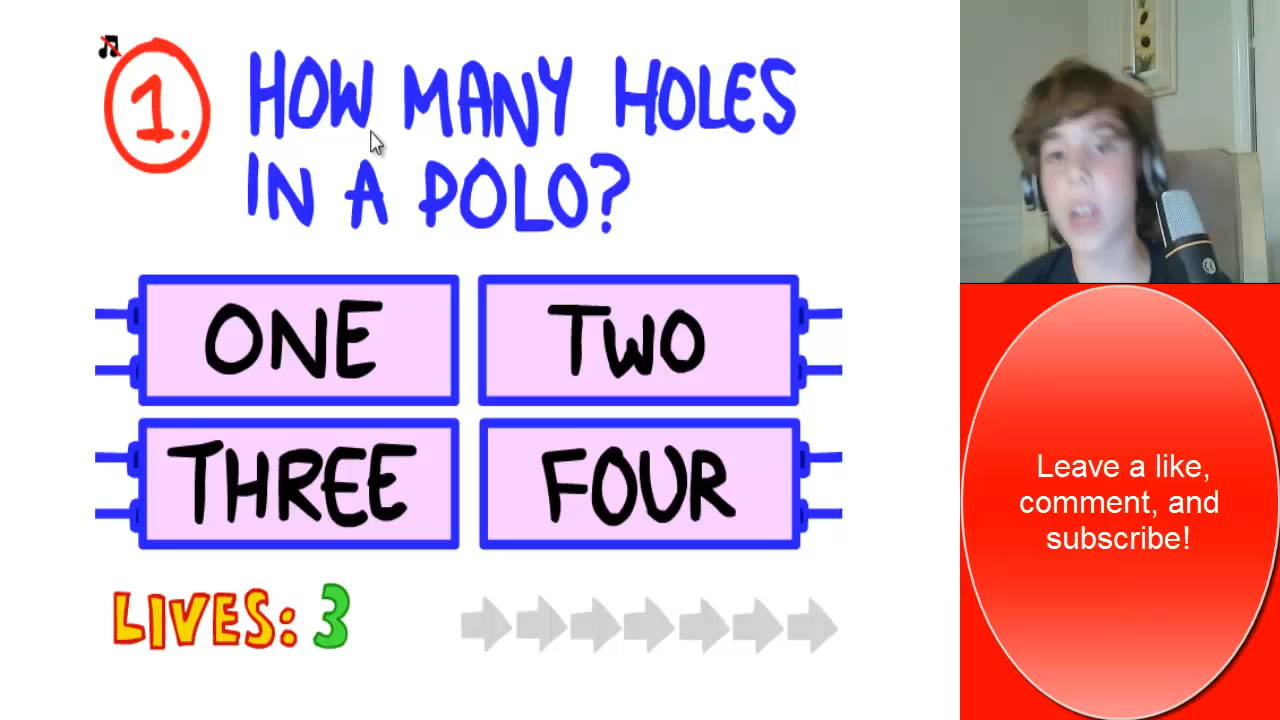 1. HOW MANY HOLES
IN A POLO?
ONE
TWO
THREE
FOUR
LIVES: 3
Leave a like,
comment, and
subscribe!